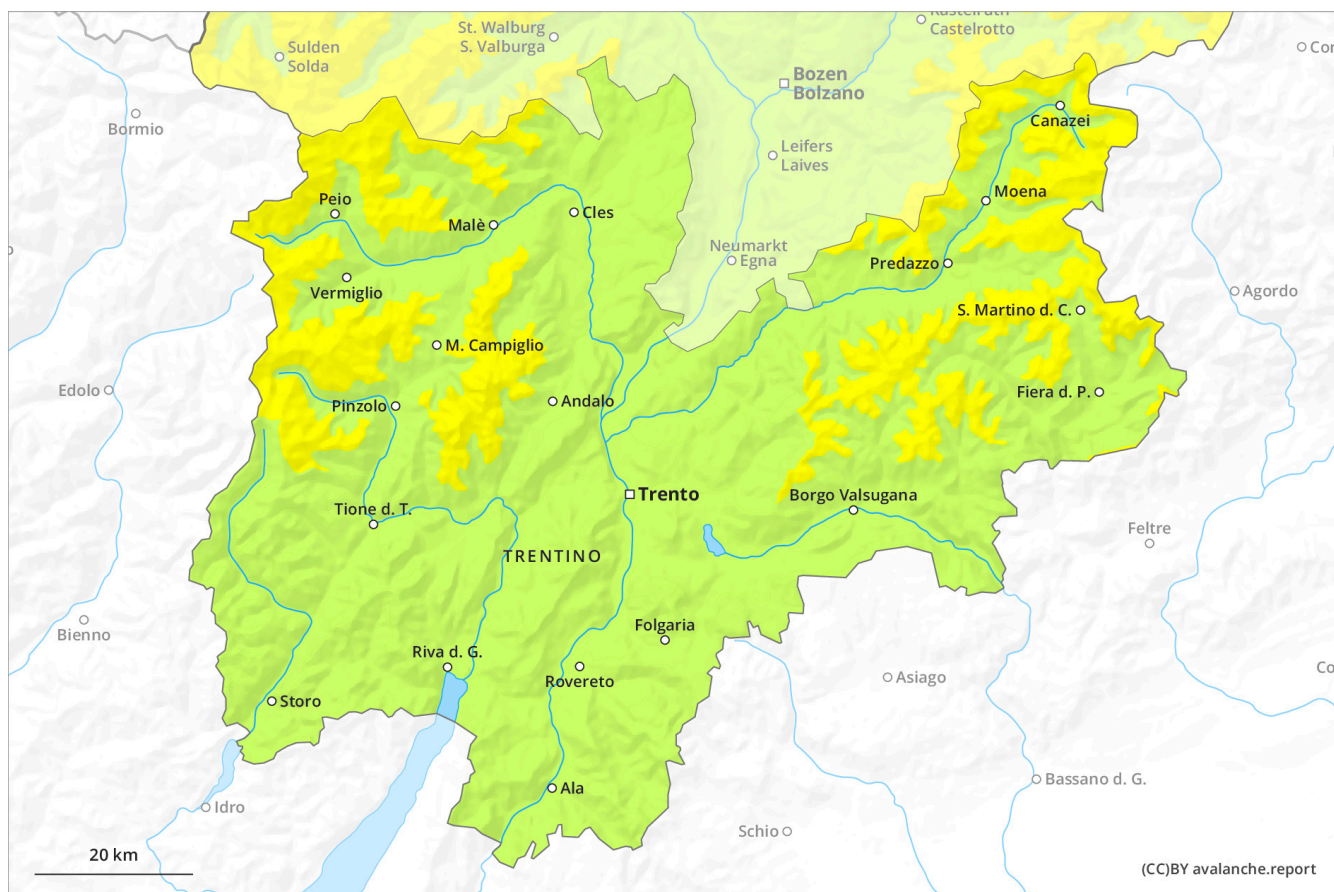 Kastelruth
Castelrotto
St. Walburg
S. Valburga
Sulden
Solda
Bozen
Bolzano
Bormio
Canazei
Leifers
Laives
Peio
Moena
Malè
Cles
Neumarkt
Egna
Predazzo
Vermiglio
Agordo
S. Martino d. C.
M. Campiglio
Edolo
Fiera d. P.
Pinzolo
Andalo
Trento
Borgo Valsugana
Tione d. T.
Feltre
TRENTINO
Bienno
Folgaria
Riva d. G.
Asiago
Rovereto
Storo
Bassano d. G.
Ala
Idro
Schio
20 km
(CC)BY avalanche.report